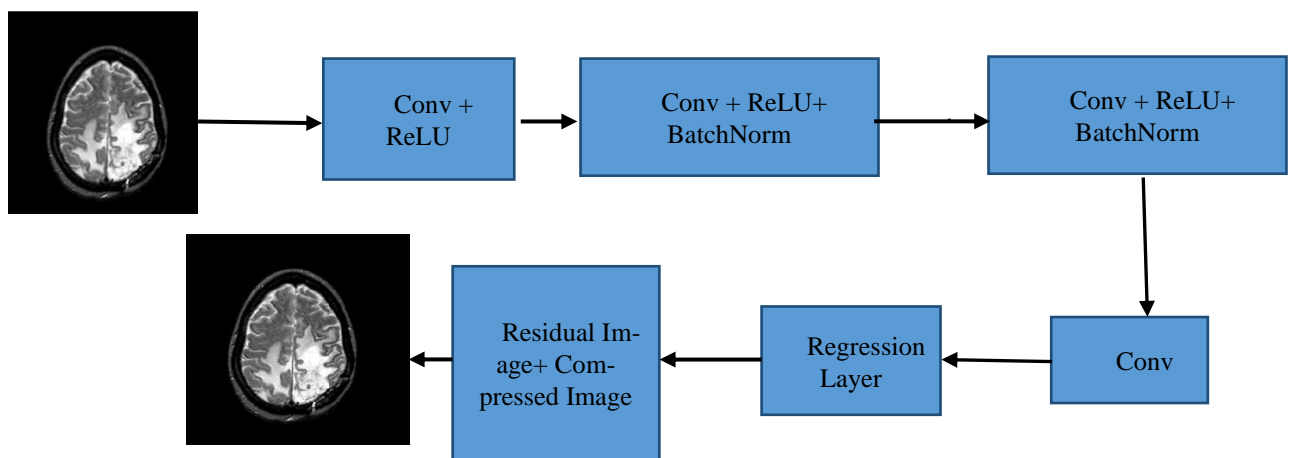 Conv +
ReLU
Conv + ReLU+
BatchNorm
Conv + ReLU+
BatchNorm
Conv
Regression
Layer
Residual Im-
age+ Com-
pressed Image